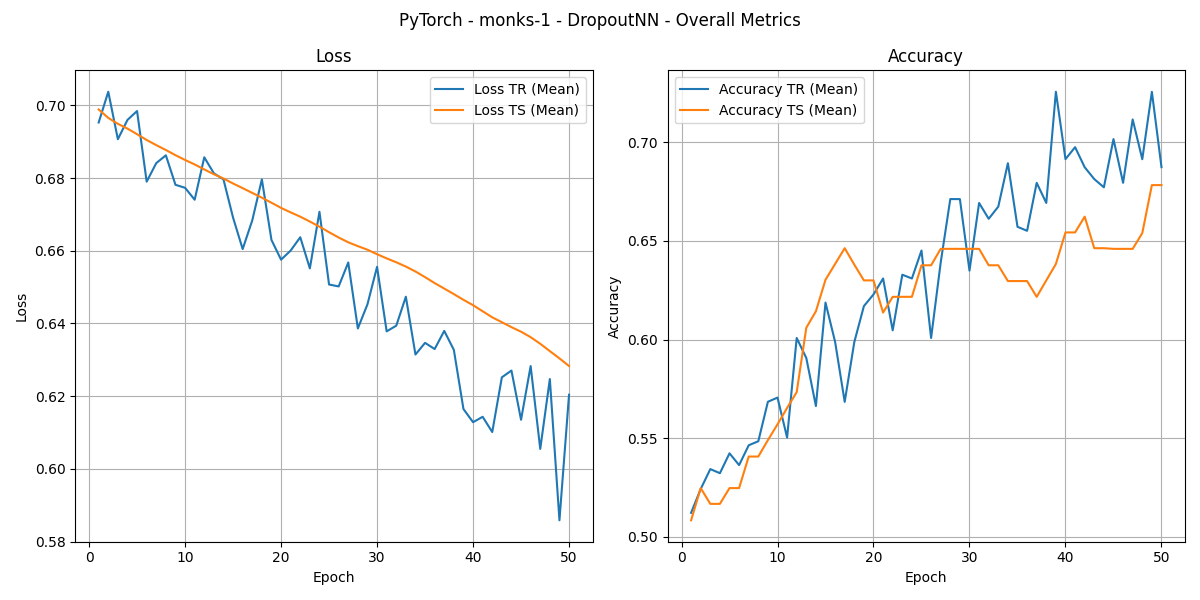 PyTorch - monks-1 - DropoutNN - Overall Metrics
Loss
Loss TR (Mean)
Loss TS (Mean)
0.70
0.68
0.66
0.64
0.62
0.60
0.58
Loss
0 10 20 30 40 50
Epoch
Accuracy
Accuracy TR (Mean)
Accuracy TS (Mean)
0.70
0.65
0.60
0.55
0.50
Accuracy
0 10 20 30 40 50
Epoch